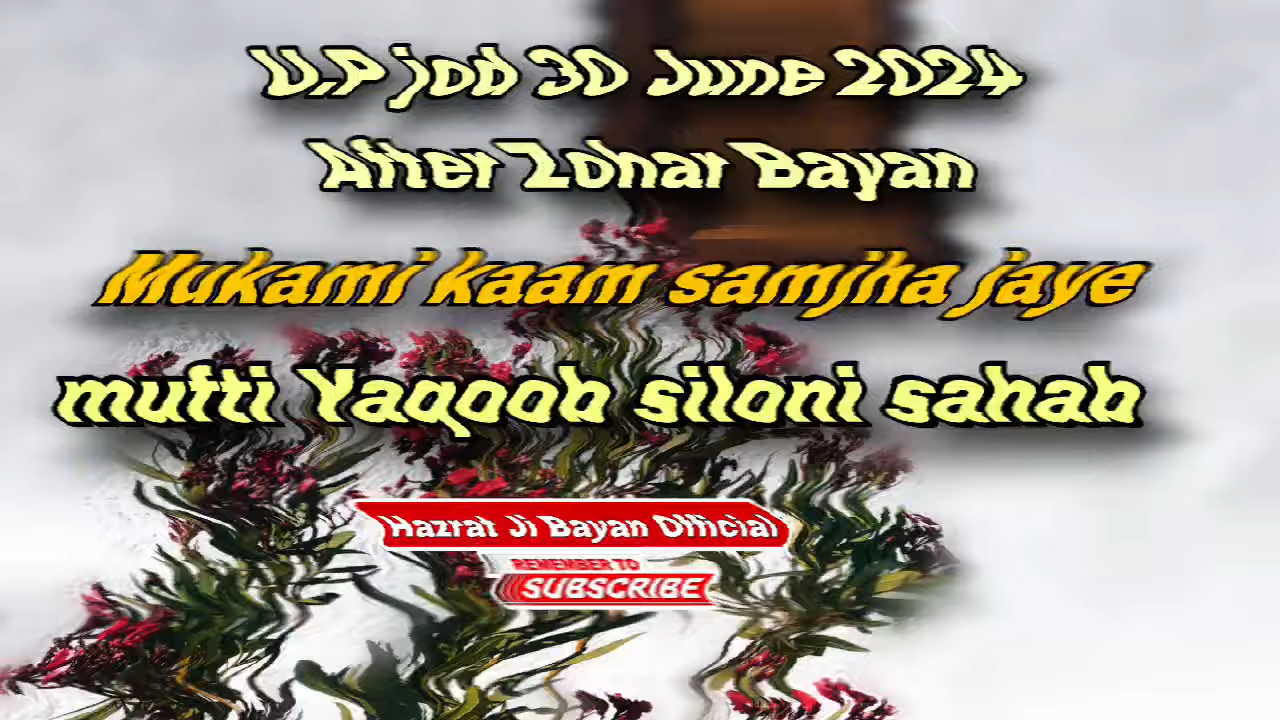 U.P jod 30 June 2024
After Zohar Bayan
Mukami kaam samjha jaye
mufti Yaqoob siloni sahab
Hazrat Ji Bayan Official
REMEMBER TO
SUBSCRIBE